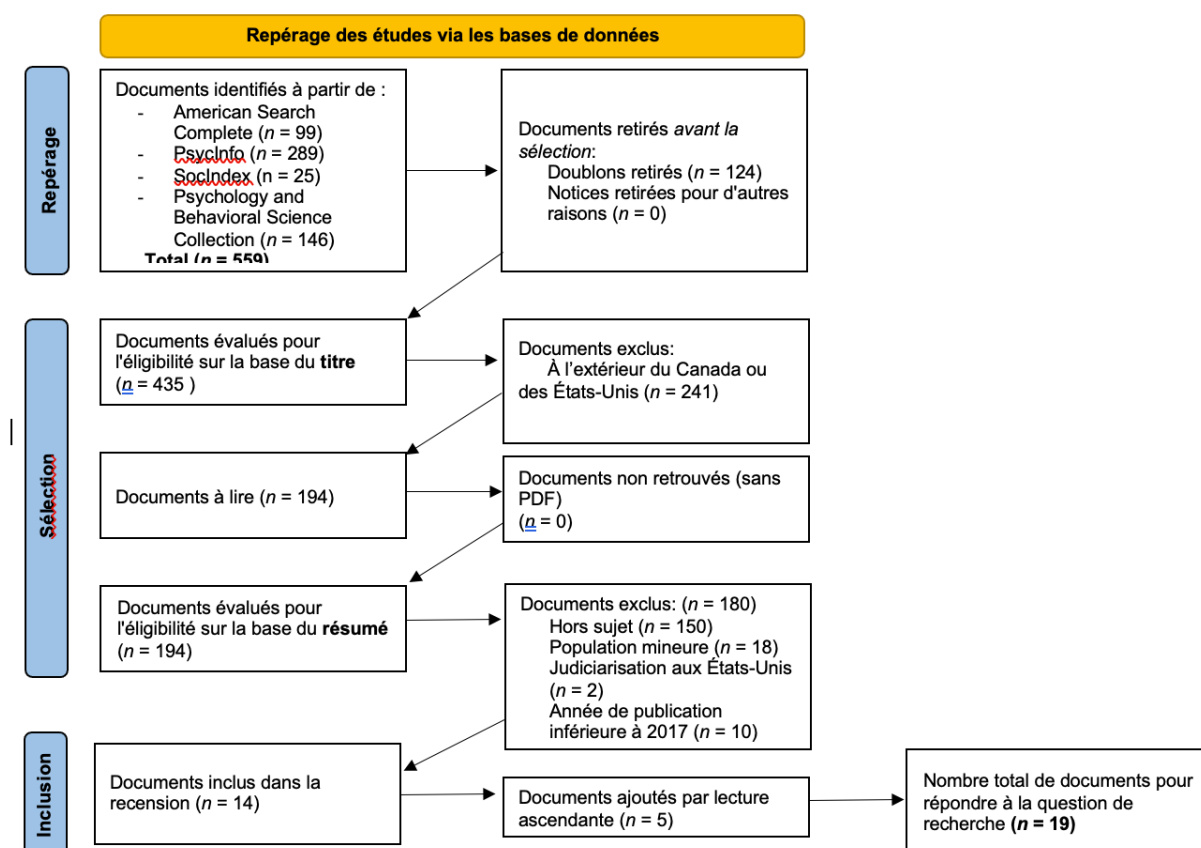 Repérage des études via les bases de données
Repérage
Documents identifiés à partir de :
- American Search
Complete (n = 99)
- PsycInfo (n = 289)
- SocIndex (n = 25)
- Psychology and
Behavioral Science
Collection (n = 146)
Total (n = 559)
Documents retirés avant la
sélection:
Doublons retirés (n = 124)
Notices retirées pour d'autres
raisons (n = 0)
Sélection
Documents évalués pour
l'éligibilité sur la base du titre
(n = 435 )
Documents exclus:
À l'extérieur du Canada ou
des États-Unis (n = 241)
Documents à lire (n = 194)
Documents non retrouvés (sans
PDF)
(n = 0)
Documents évalués pour
l'éligibilité sur la base du résumé
(n = 194)
Documents exclus: (n = 180)
Hors sujet (n = 150)
Population mineure (n = 18)
Judiciarisation aux États-Unis
(n = 2)
Année de publication
inférieure à 2017 (n = 10)
Inclusion
Documents inclus dans la
recension (n = 14)
Documents ajoutés par lecture
ascendante (n = 5)
Nombre total de documents pour
répondre à la question de
recherche (n = 19)